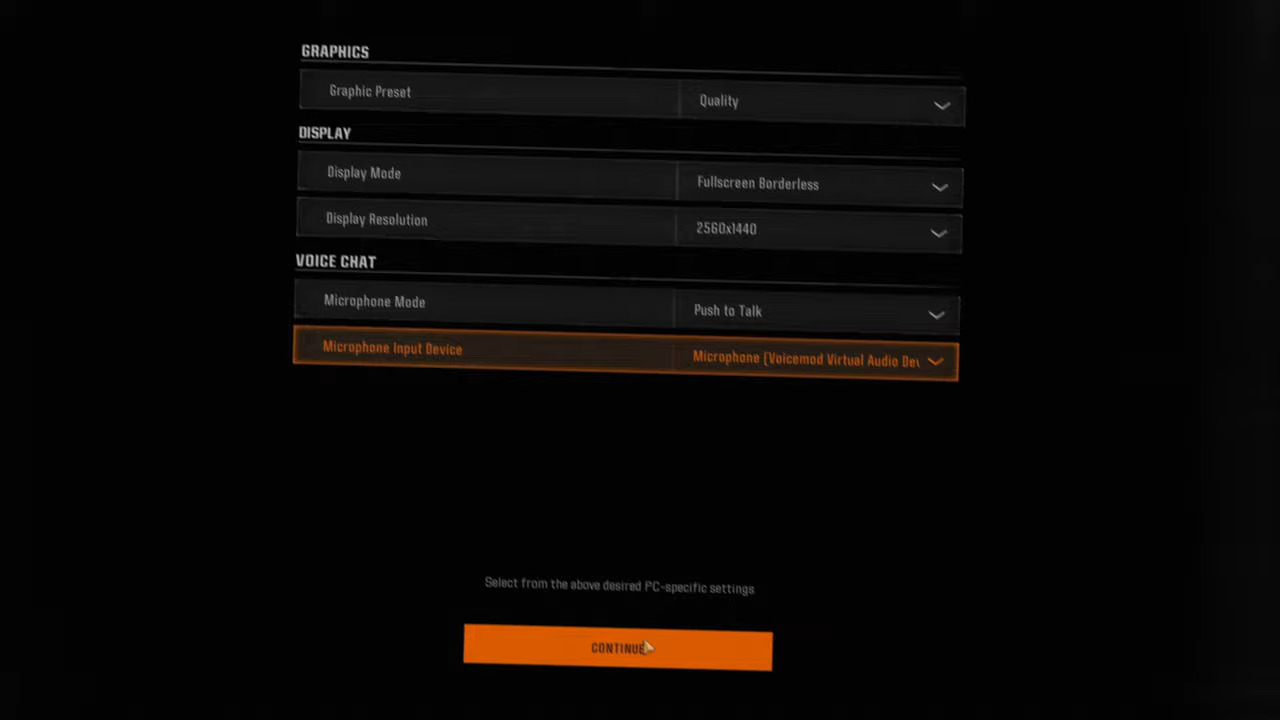 GRAPHICS
Graphic Preset Quality
DISPLAY
Display Mode Fullscreen Borderless
Display Resolution 2560x1440
VOICE CHAT
Microphone Mode Push to Talk
Microphone Input Device Microphone (Voicemod Virtual Audio Dev
Select from the above desired PC-specific settings
CONTINUE